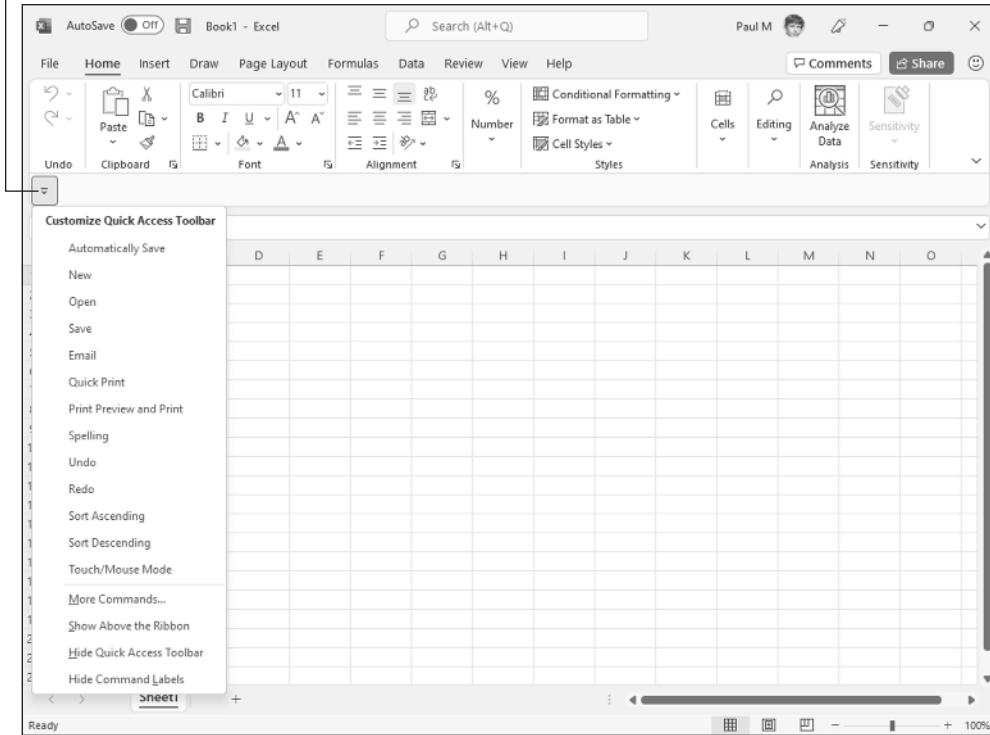 AutoSave Off Book1 - Excel Search (Alt+Q) Paul M
File Home Insert Draw Page Layout Formulas Data Review View Help Comments Share
Calibri 11
Conditional Formatting
Format as Table
Cell Styles
B I U A A A
ab
Paste
%
Number
Cells
Editing
Analyze
Data
Sensitivity
Undo Clipboard Font Alignment Styles Analysis Sensitivity
Customize Quick Access Toolbar
Automatically Save
New
Open
Save
Email
Quick Print
Print Preview and Print
Spelling
Undo
Redo
Sort Ascending
Sort Descending
Touch/Mouse Mode
More Commands...
Show Above the Ribbon
Hide Quick Access Toolbar
Hide Command Labels
D E F G H I J K L M N O
Sheet1
Ready 100%